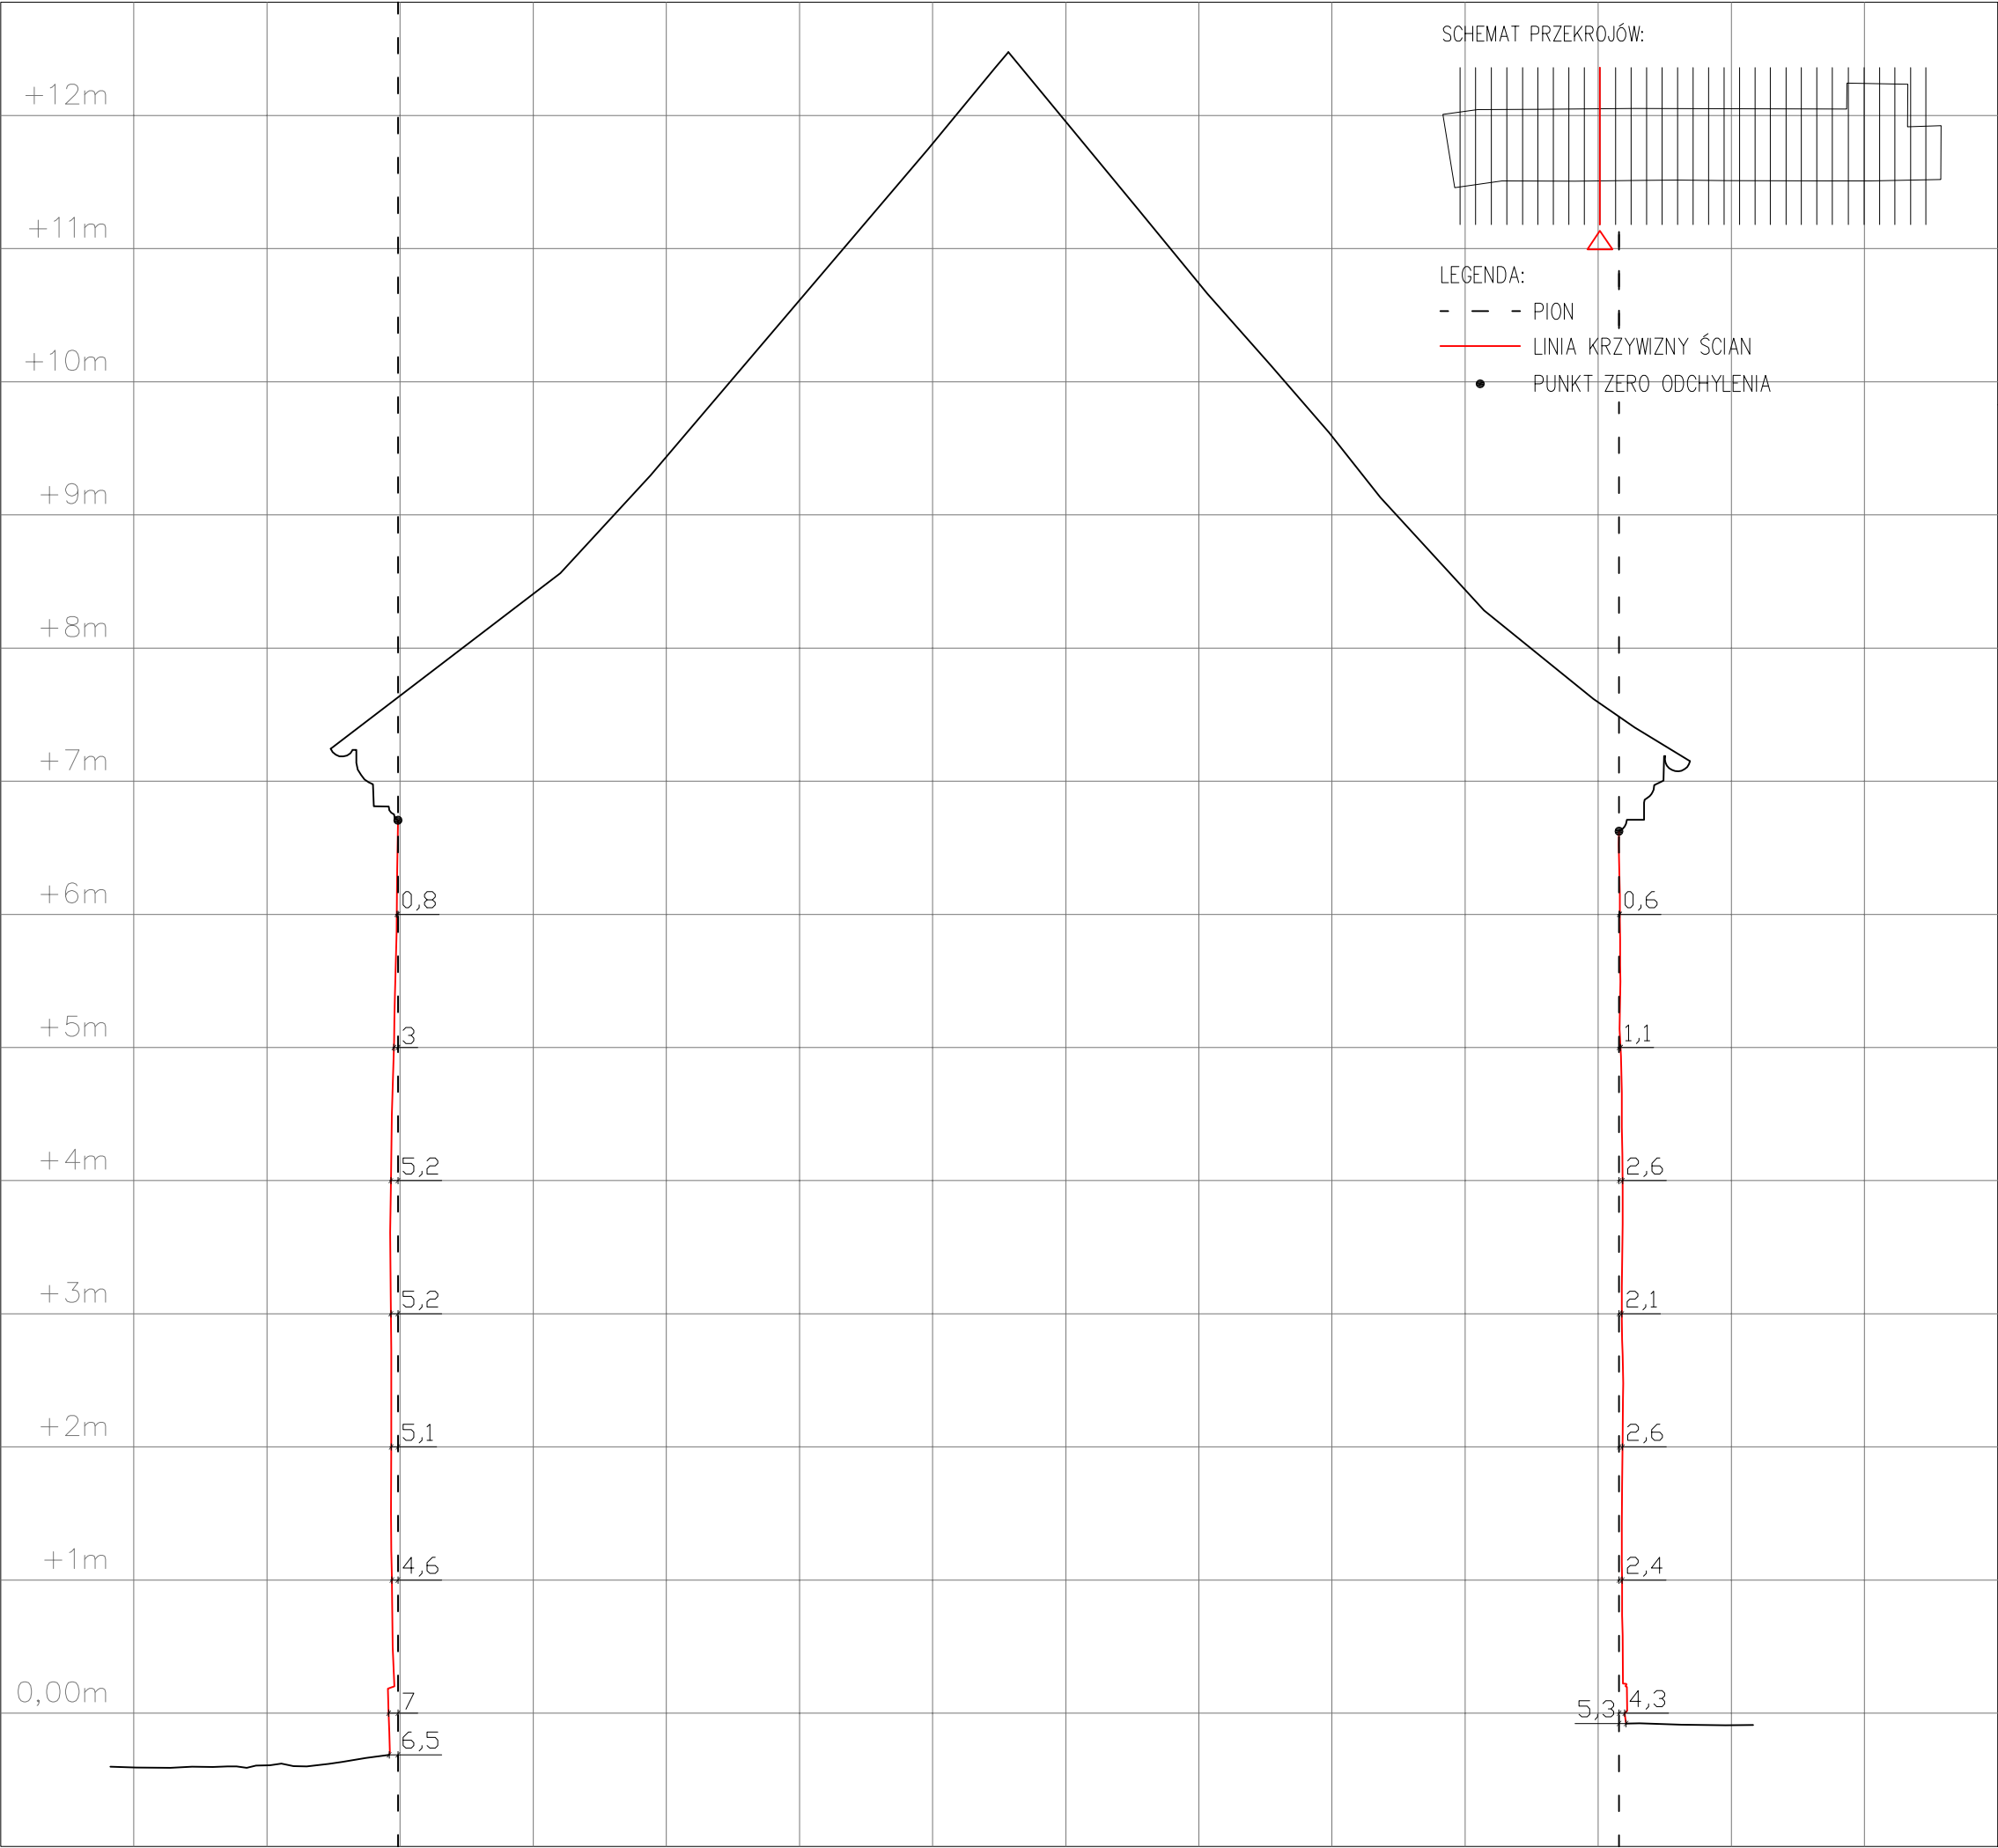 SCHEMAT PRZEKROJÓW:
+12m
+11m
LEGENDA:
PION
LINIA KRZYWIZNY ŚCIAN
+10m
PUNKT ZERO ODCHYLENIA
+9m
+8m
+7m
+6m
0,8
0,6
+5m
3
1,1
+4m
5,2
2,6
+3m
5,2
2,1
+2m
5,1
2,6
+1m
4,6
2,4
0,00m
7
5,3
4,3
6,5